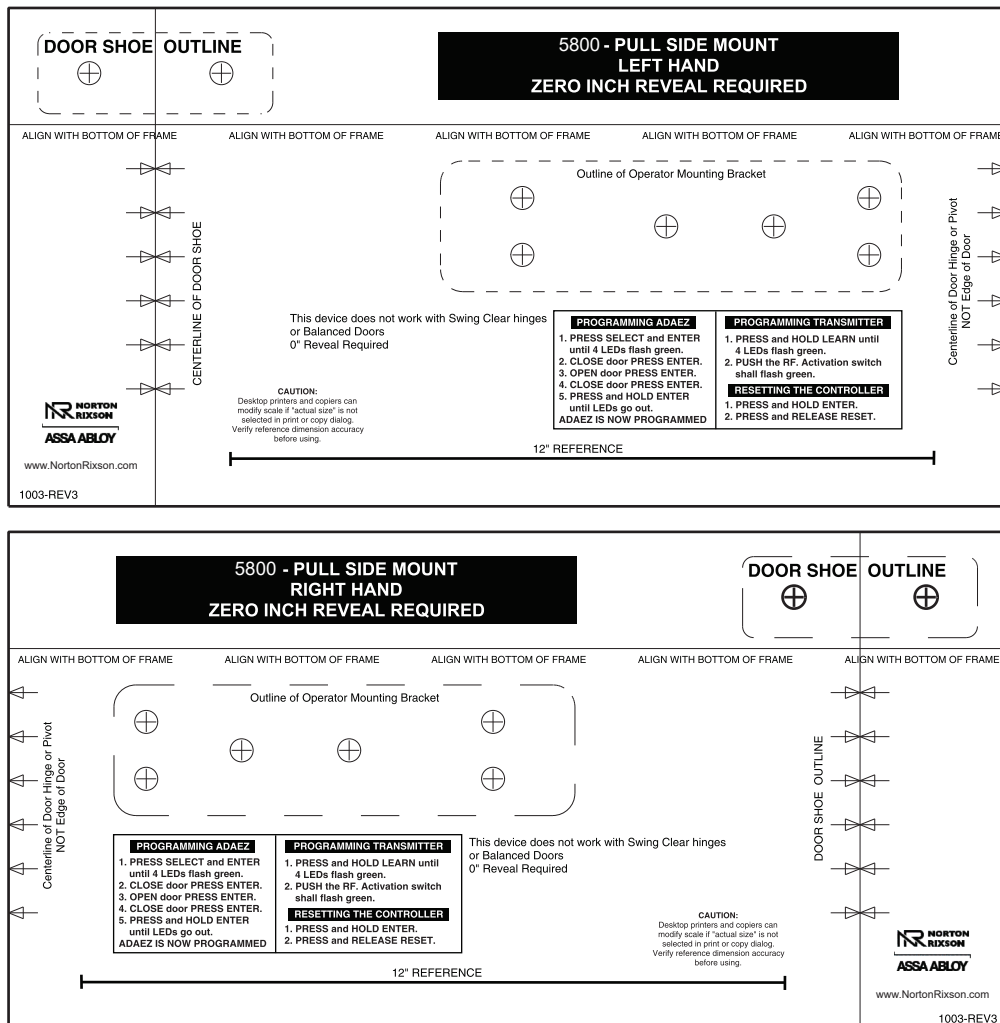 DOOR SHOE OUTLINE
5800 - PULL SIDE MOUNT
LEFT HAND
ZERO INCH REVEAL REQUIRED
ALIGN WITH BOTTOM OF FRAME ALIGN WITH BOTTOM OF FRAME ALIGN WITH BOTTOM OF FRAME ALIGN WITH BOTTOM OF FRAME ALIGN WITH BOTTOM OF FRAME
Outline of Operator Mounting Bracket
CENTERLINE OF DOOR SHOE
Centerline of Door Hinge or Pivot
NOT Edge of Door
This device does not work with Swing Clear hinges
or Balanced Doors
0" Reveal Required
PROGRAMMING ADAEZ
1. PRESS SELECT and ENTER
until 4 LEDs flash green.
2. CLOSE door PRESS ENTER.
3. OPEN door PRESS ENTER.
4. CLOSE door PRESS ENTER.
5. PRESS and HOLD ENTER
until LEDs go out.
ADAEZ IS NOW PROGRAMMED
PROGRAMMING TRANSMITTER
1. PRESS and HOLD LEARN until
4 LEDs flash green.
2. PUSH the RF. Activation switch
shall flash green.
RESETTING THE CONTROLLER
1. PRESS and HOLD ENTER.
2. PRESS and RELEASE RESET.
CAUTION:
Desktop printers and copiers can
modify scale if "actual size" is not
selected in print or copy dialog.
Verify reference dimension accuracy
before using.
NORTON
RIXSON
ASSA ABLOY
www.NortonRixson.com
12" REFERENCE
1003-REV3
5800 - PULL SIDE MOUNT
RIGHT HAND
ZERO INCH REVEAL REQUIRED
DOOR SHOE OUTLINE
ALIGN WITH BOTTOM OF FRAME ALIGN WITH BOTTOM OF FRAME ALIGN WITH BOTTOM OF FRAME ALIGN WITH BOTTOM OF FRAME ALIGN WITH BOTTOM OF FRAME
Outline of Operator Mounting Bracket
Centerline of Door Hinge or Pivot
NOT Edge of Door
DOOR SHOE OUTLINE
PROGRAMMING ADAEZ
1. PRESS SELECT and ENTER
until 4 LEDs flash green.
2. CLOSE door PRESS ENTER.
3. OPEN door PRESS ENTER.
4. CLOSE door PRESS ENTER.
5. PRESS and HOLD ENTER
until LEDs go out.
ADAEZ IS NOW PROGRAMMED
PROGRAMMING TRANSMITTER
1. PRESS and HOLD LEARN until
4 LEDs flash green.
2. PUSH the RF. Activation switch
shall flash green.
RESETTING THE CONTROLLER
1. PRESS and HOLD ENTER.
2. PRESS and RELEASE RESET.
This device does not work with Swing Clear hinges
or Balanced Doors
0" Reveal Required
CAUTION:
Desktop printers and copiers can
modify scale if "actual size" is not
selected in print or copy dialog.
Verify reference dimension accuracy
before using.
NORTON
RIXSON
ASSA ABLOY
12" REFERENCE
www.NortonRixson.com
1003-REV3